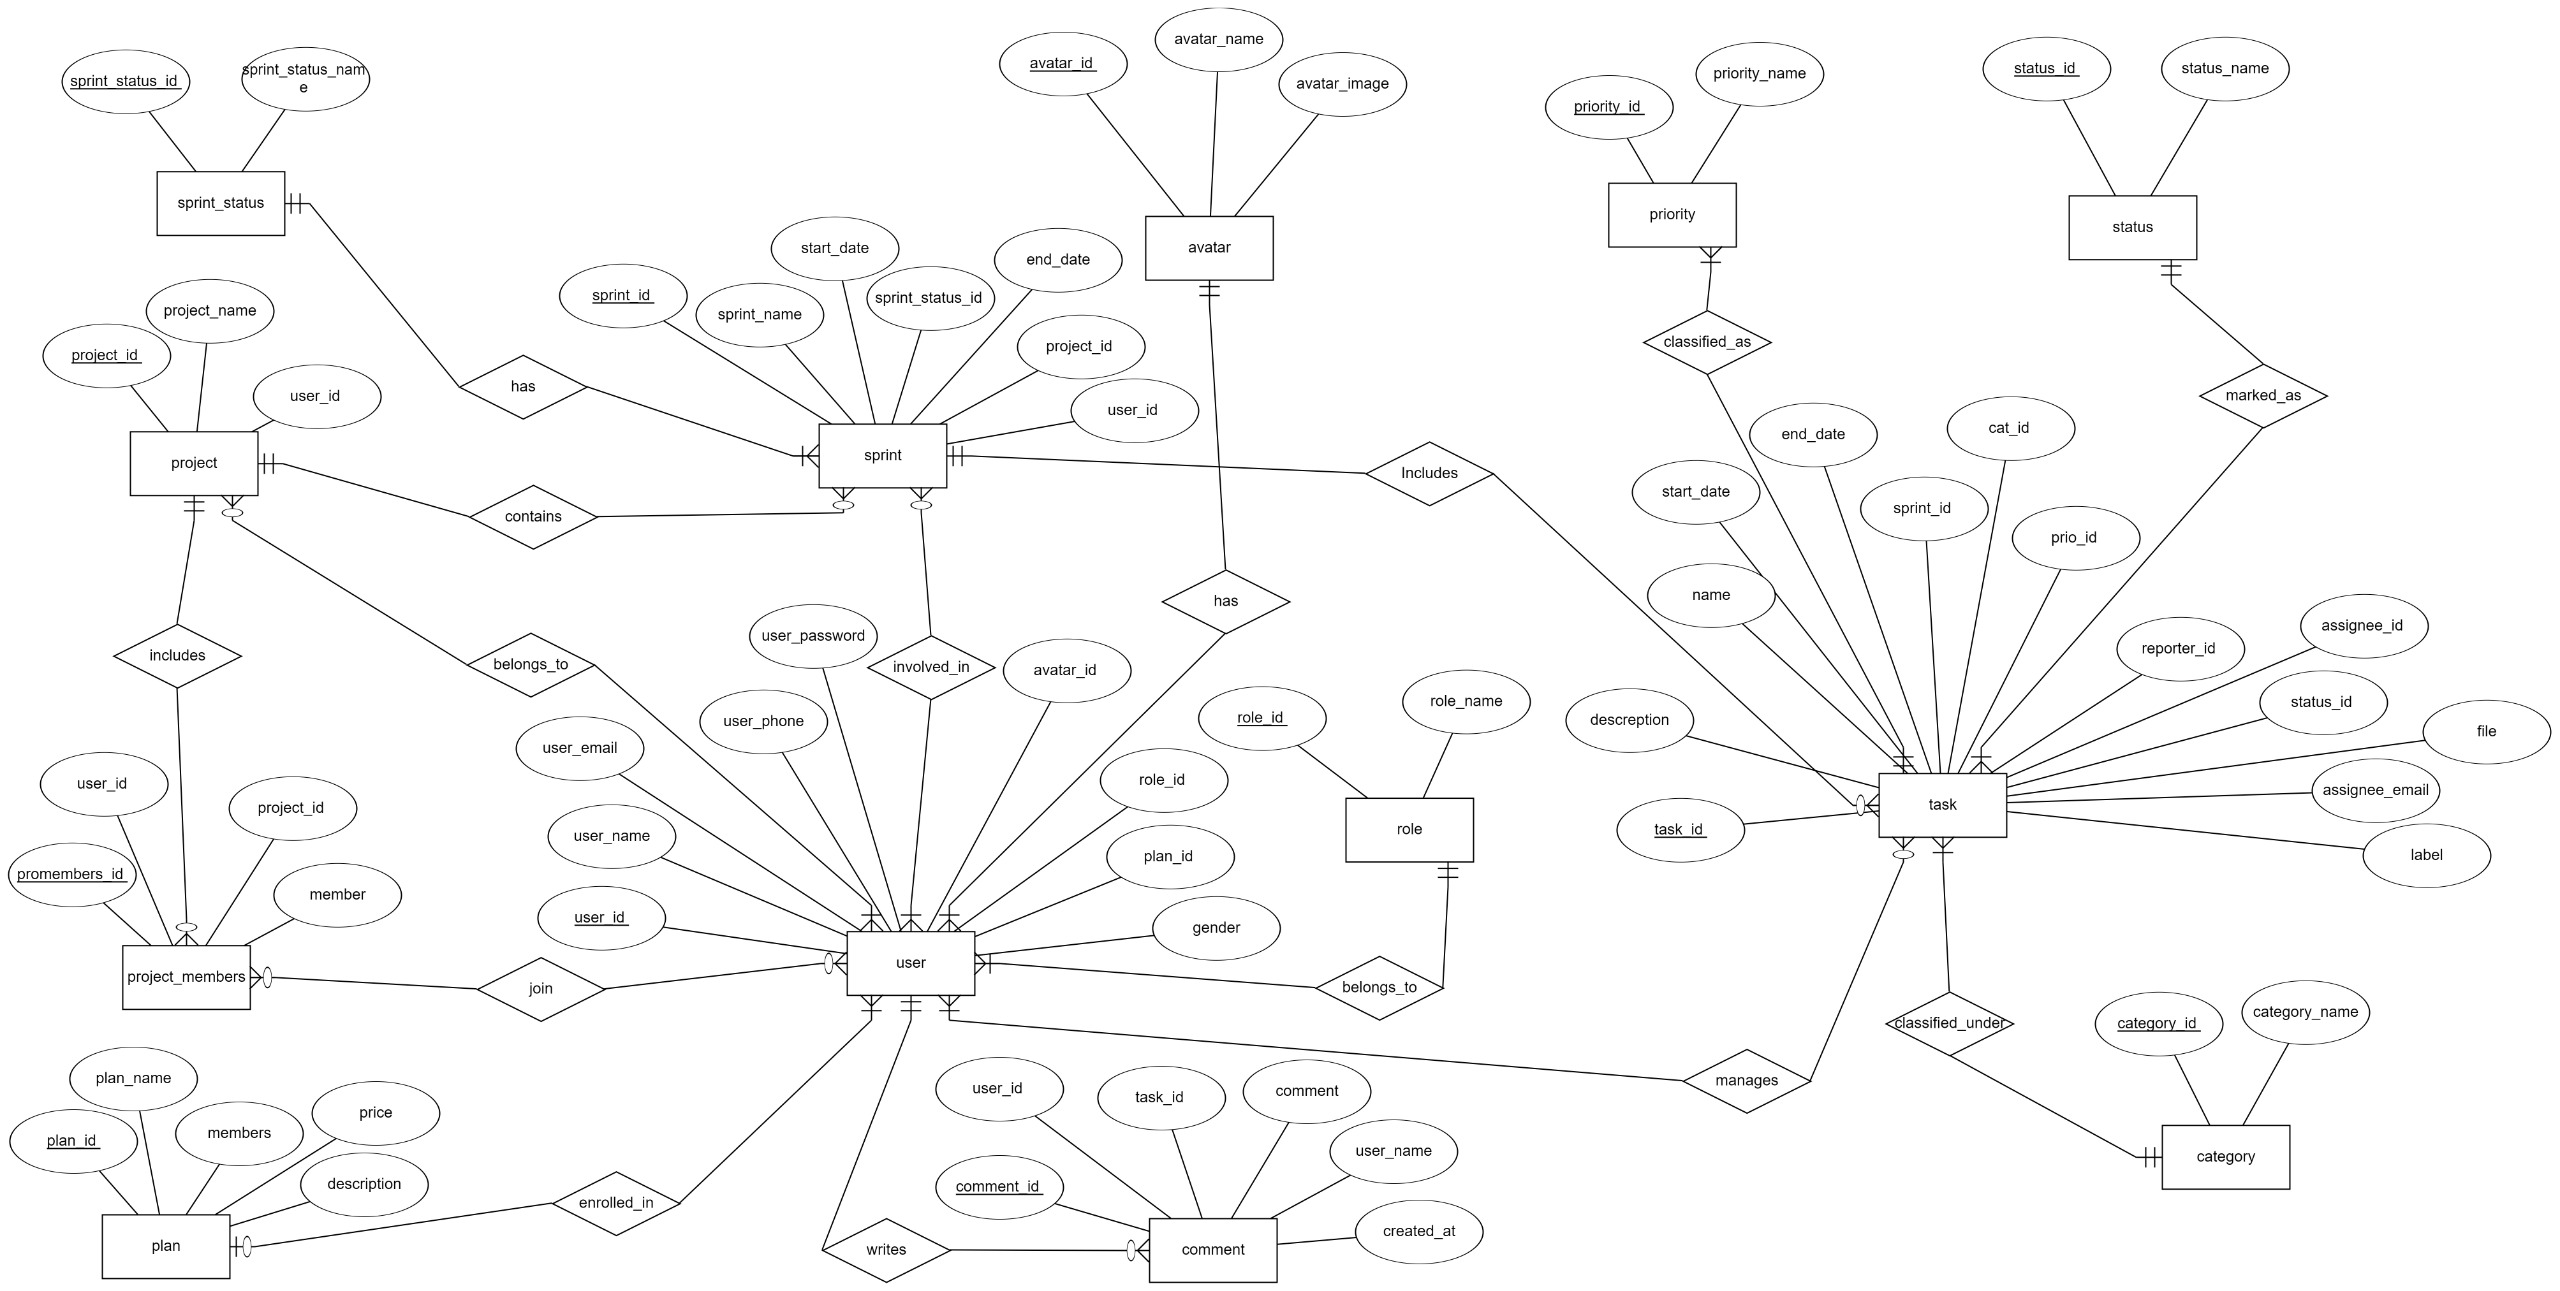 avatar_name
sprint_status_id
sprint_status_nam
e
avatar_id
avatar_image
priority_id
priority_name
status_id
status_name
sprint_status
avatar
priority
status
start_date
end_date
sprint_id
sprint_name
sprint_status_id
project_id
user_id
project_name
project_id
user_id
project
has
sprint
contains
Includes
classified_as
marked_as
end_date
cat_id
start_date
sprint_id
prio_id
name
assignee_id
reporter_id
descreption
status_id
file
task_id
task
assignee_email
label
includes
belongs_to
user_password
involved_in
has
avatar_id
user_phone
user_email
role_id
role_name
role_id
user_name
plan_id
role
user_id
gender
user_id
project_id
promembers_id
member
project_members
join
user
belongs_to
classified_under
category_id
category_name
category
manages
plan_name
price
plan_id
members
description
plan
enrolled_in
user_id
task_id
comment
user_name
comment_id
created_at
writes
comment